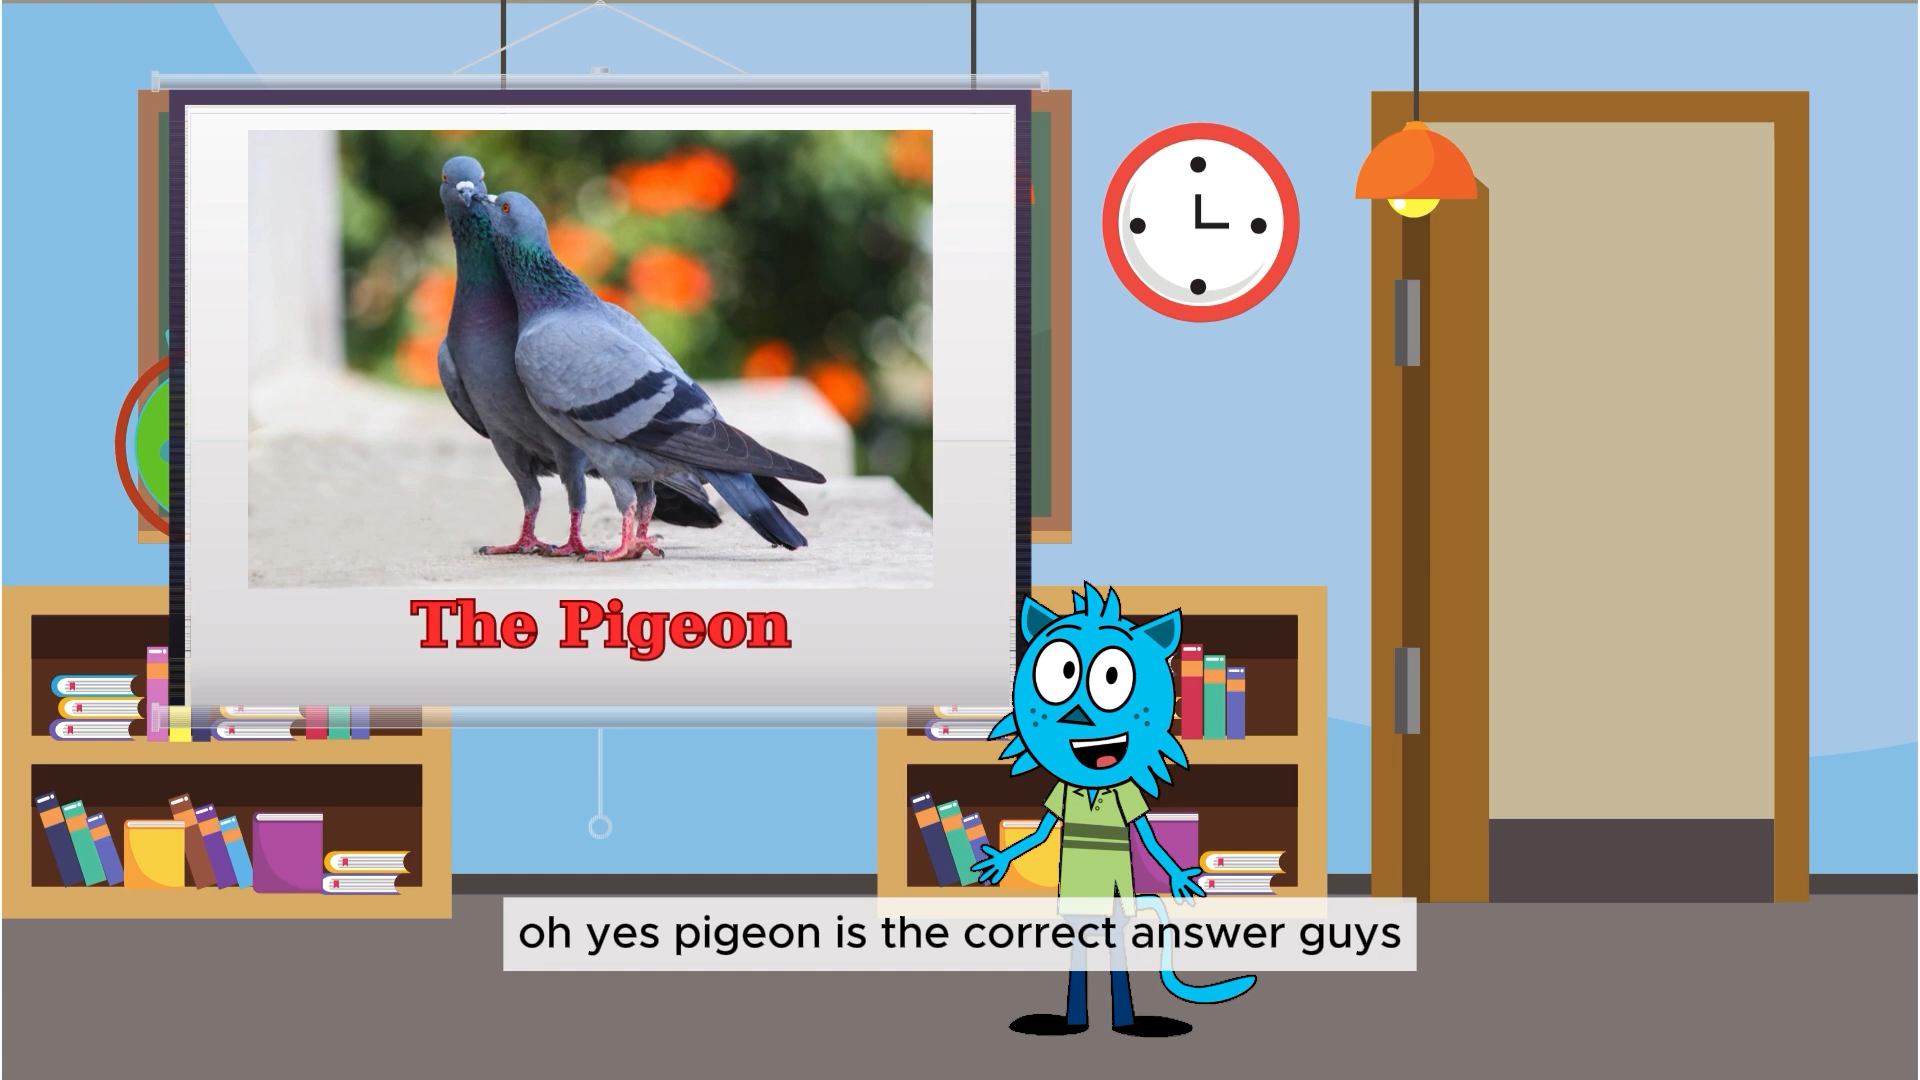 The Pigeon
oh yes pigeon is the correct answer guys